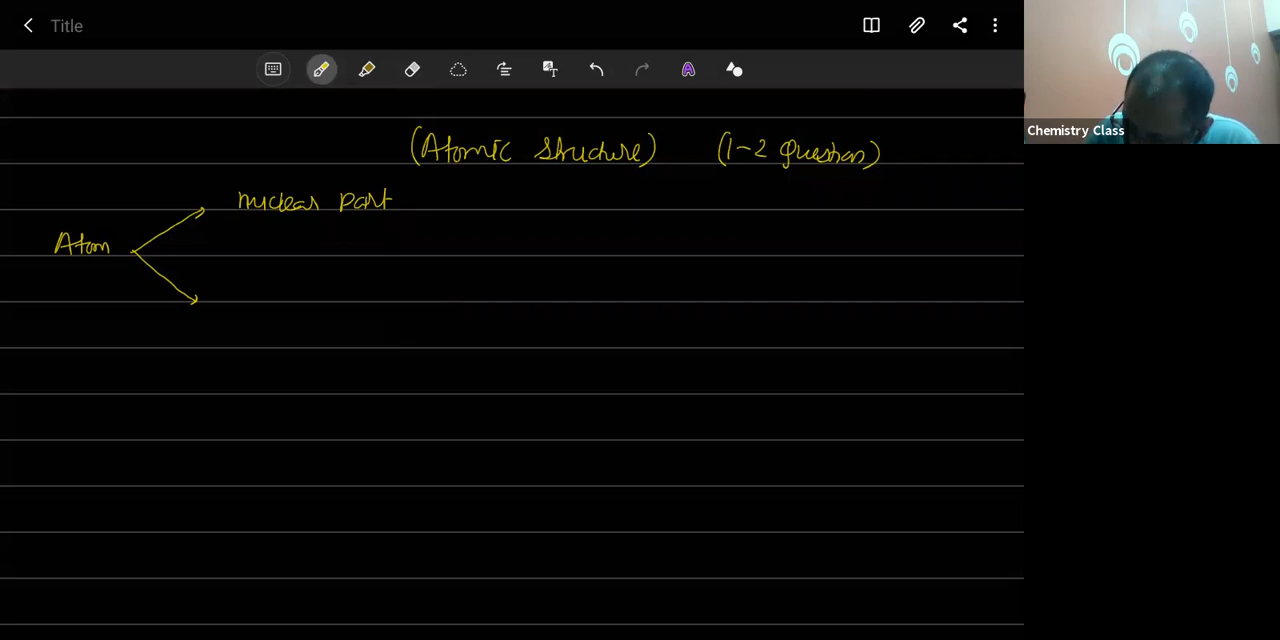 Title
Chemistry Class
(Atomic structure) (1-2 question)
nuclear part
Atom